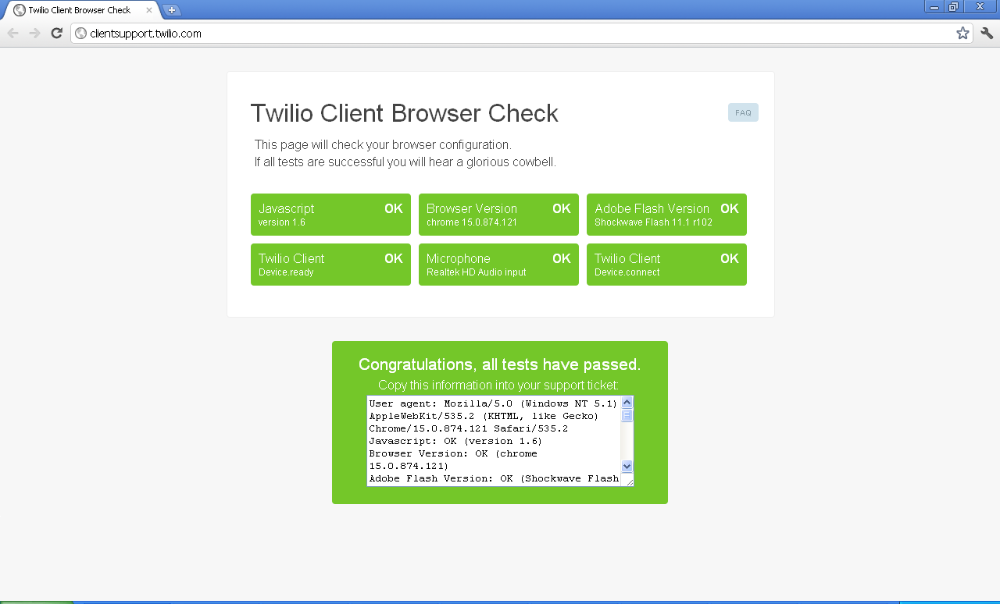 Twilio Client Browser Check
clientsupport.twilio.com
Twilio Client Browser Check
FAQ
This page will check your browser configuration.
If all tests are successful you will hear a glorious cowbell.
Javascript OK
version 1.6
Browser Version OK
chrome 15.0.874.121
Adobe Flash Version OK
Shockwave Flash 11.1 r102
Twilio Client OK
Device.ready
Microphone OK
Realtek HD Audio input
Twilio Client OK
Device.connect
Congratulations, all tests have passed.
Copy this information into your support ticket:
User agent: Mozilla/5.0 (Windows NT 5.1)
AppleWebKit/535.2 (KHTML, like Gecko)
Chrome/15.0.874.121 Safari/535.2
Javascript: OK (version 1.6)
Browser Version: OK (chrome
15.0.874.121)
Adobe Flash Version: OK (Shockwave Flash